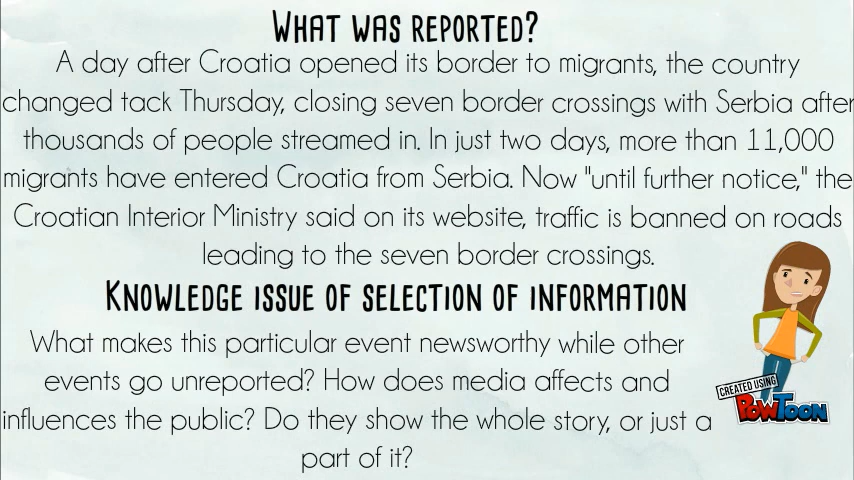 WHAT WAS REPORTED?
A day after Croatia opened its border to migrants, the country
changed tack Thursday, closing seven border crossings with Serbia after
thousands of people streamed in. In just two days, more than 11,000
migrants have entered Croatia from Serbia. Now "until further notice," the
Croatian Interior Ministry said on its website, traffic is banned on roads
leading to the seven border crossings.
KNOWLEDGE ISSUE OF SELECTION OF INFORMATION
What makes this particular event newsworthy while other
events go unreported? How does media affects and
influences the public? Do they show the whole story, or just a
part of it?
CREATED USING
POWTOON